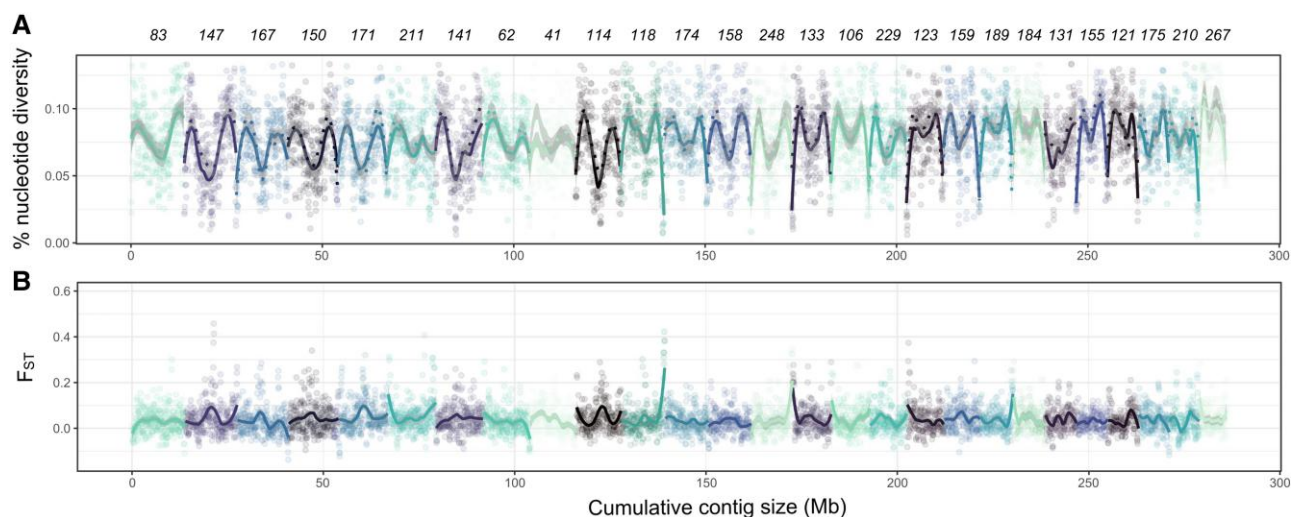 A
83 147 167 150 171 211 141 62 41 114 118 174 158 248 133 106 229 123 159 189 184 131 155 121 175 210 267
% nucleotide diversity
0.10
0.05
0.00
0 50 100 150 200 250 300
B
FST
0.6
0.4
0.2
0.0
0 50 100 150 200 250 300
Cumulative contig size (Mb)